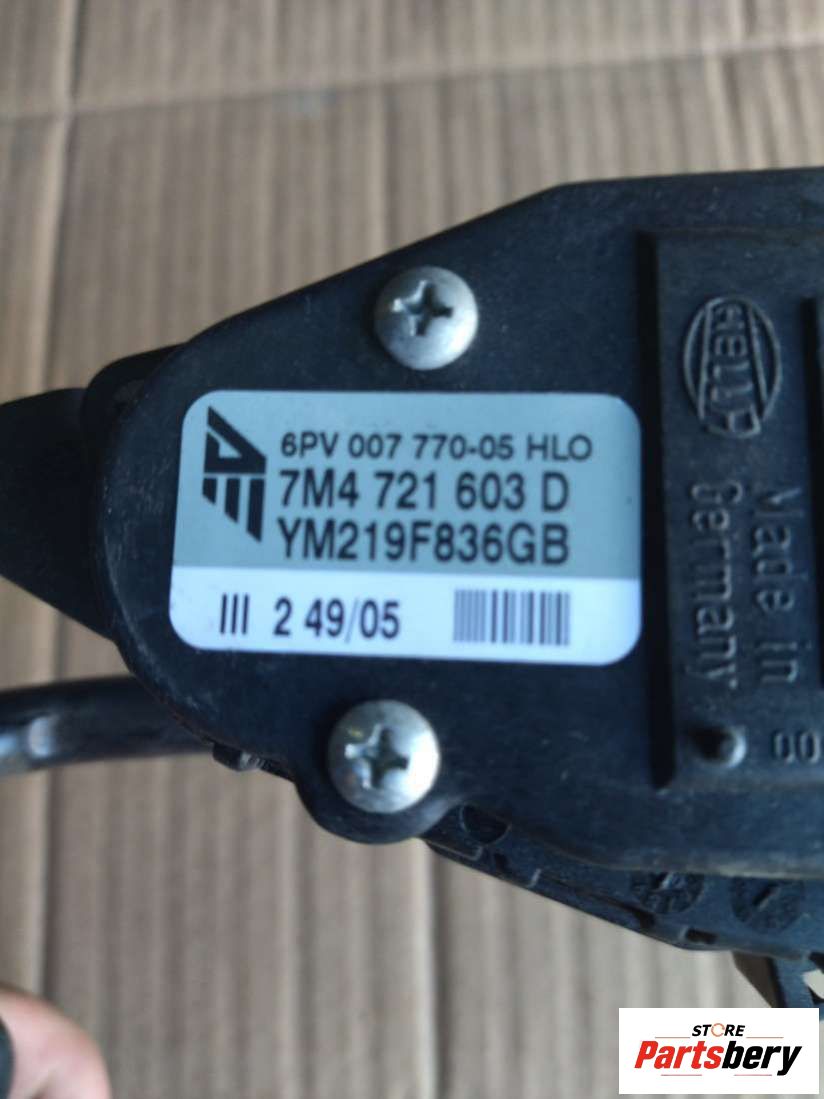 6PV 007 770-05 HLO
7M4 721 603 D
YM219F836GB
III 2 49/05
HELLA
Made in
Germany
STORE
Partsbery